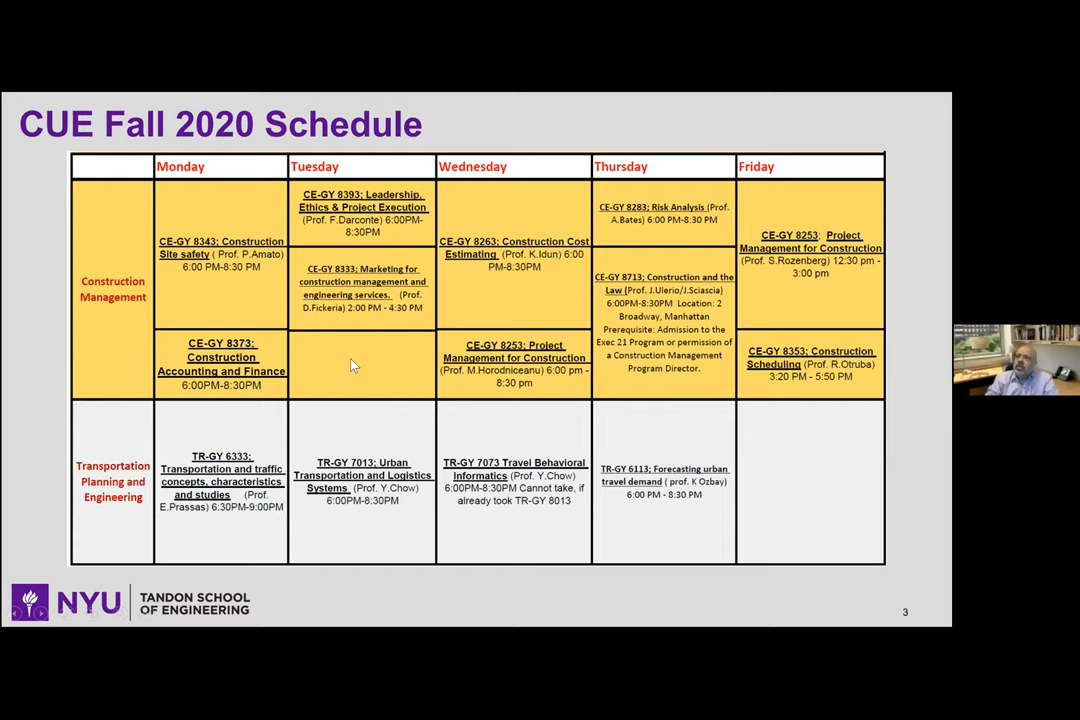 CUE Fall 2020 Schedule
Monday
Tuesday
Wednesday
Thursday
Friday
Construction
Management
CE-GY 8343; Construction
Site safety ( Prof. P.Amato)
6:00 PM-8:30 PM
CE-GY 8373;
Construction
Accounting and Finance
6:00PM-8:30PM
CE-GY 8393; Leadership,
Ethics & Project Execution
(Prof. F.Darconte) 6:00PM-
8:30PM
CE-GY 8333; Marketing for
construction management and
engineering services. (Prof.
D.Fickeria) 2:00 PM - 4:30 PM
CE-GY 8263; Construction Cost
Estimating (Prof. K.Idun) 6:00
PM-8:30PM
CE-GY 8253; Project
Management for Construction
(Prof. M.Horodniceanu) 6:00 pm -
8:30 pm
CE-GY 8283; Risk Analysis (Prof.
A.Bates) 6:00 PM-8:30 PM
CE-GY 8713; Construction and the
Law (Prof. J.Ulerio/J.Sciascia)
6:00PM-8:30PM Location: 2
Broadway, Manhattan
Prerequisite: Admission to the
Exec 21 Program or permission of
a Construction Management
Program Director.
CE-GY 8253; Project
Management for Construction
(Prof. S.Rozenberg) 12:30 pm -
3:00 pm
CE-GY 8353; Construction
Scheduling (Prof. R.Otruba)
3:20 PM - 5:50 PM
Transportation
Planning and
Engineering
TR-GY 6333;
Transportation and traffic
concepts, characteristics
and studies (Prof.
E.Prassas) 6:30PM-9:00PM
TR-GY 7013; Urban
Transportation and Logistics
Systems (Prof. Y.Chow)
6:00PM-8:30PM
TR-GY 7073 Travel Behavioral
Informatics (Prof. Y.Chow)
6:00PM-8:30PM Cannot take, if
already took TR-GY 8013
TR-GY 6113; Forecasting urban
travel demand ( prof. K Ozbay)
6:00 PM - 8:30 PM
NYU
TANDON SCHOOL
OF ENGINEERING
3